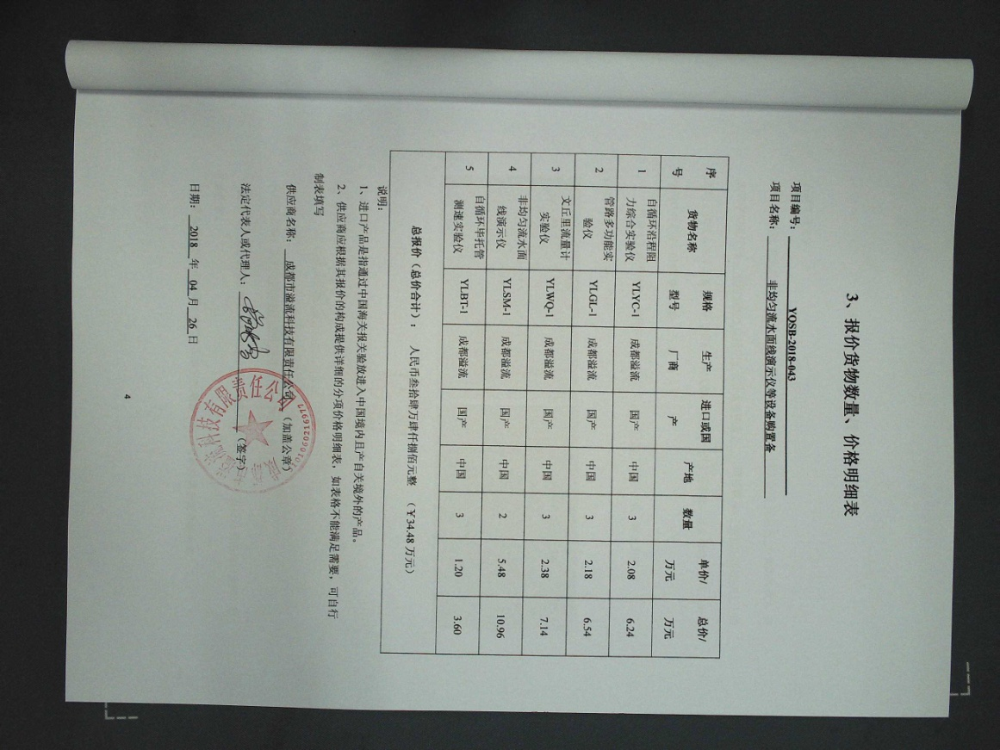 3、报价货物数量、价格明细表
项目编号： YQSB-2018-043
项目名称： 非均匀流水面线演示仪等设备购置备
序号 货物名称 规格型号 生产厂商 进口或国产 产地 数量 单价/万元 总价/万元
1 自循环沿程阻力综合实验仪 YLYC-1 成都溢流 国产 中国 3 2.08 6.24
2 管路多功能实验仪 YLGL-1 成都溢流 国产 中国 3 2.18 6.54
3 文丘里流量计实验仪 YLWQ-1 成都溢流 国产 中国 3 2.38 7.14
4 非均匀流水面线演示仪 YLSM-1 成都溢流 国产 中国 2 5.48 10.96
5 自循环毕托管测速实验仪 YLBT-1 成都溢流 国产 中国 3 1.20 3.60
总报价（总价合计）： 人民币叁拾肆万肆仟捌佰元整 （￥34.48 万元）
说明：
1、进口产品是指通过中国海关报关验放进入中国境内且产自关境外的产品。
2、供应商应根据其报价的构成提供详细的分项价格明细表，如表格不能满足需要，可自行
制表填写
供应商名称： 成都市溢流科技有限责任公司 （加盖公章）
法定代表人或代理人： （签字）
日期： 2018 年 04 月 26 日
4